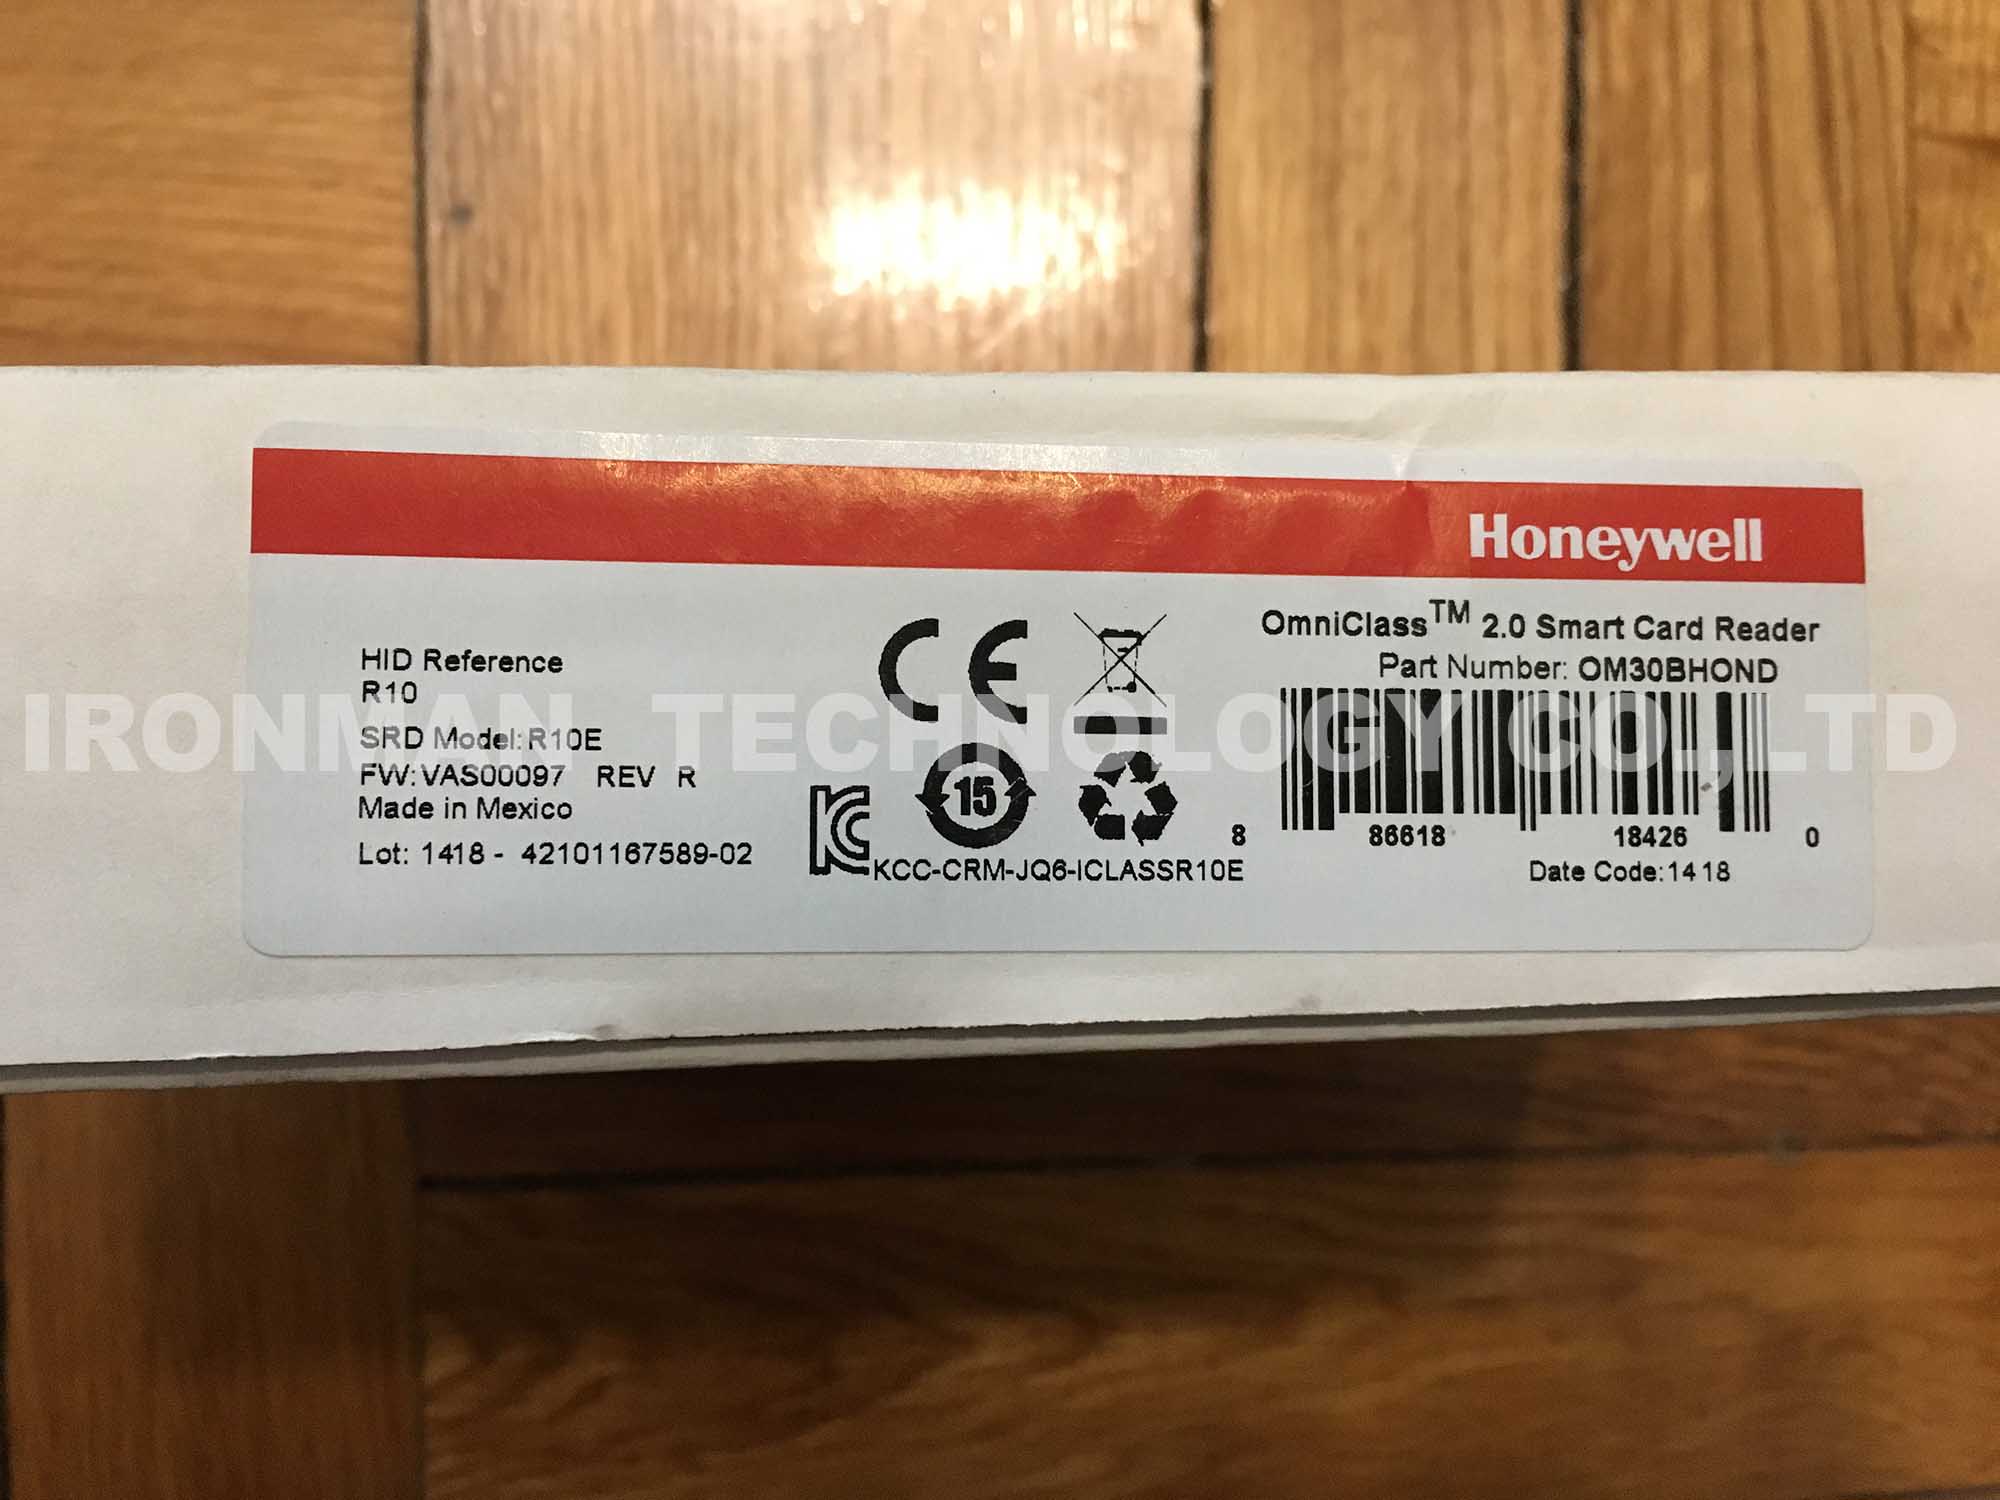 Honeywell
OmniClass™ 2.0 Smart Card Reader
Part Number: OM30BHOND
HID Reference
R10
SRD Model: R10E
FW: VAS00097 REV R
Made in Mexico
Lot: 1418 - 42101167589-02
CE
15
KC
KCC-CRM-JQ6-ICLASSR10E
8 86618 18426 0
Date Code:1418
IRONMAN TECHNOLOGY CO.,LTD